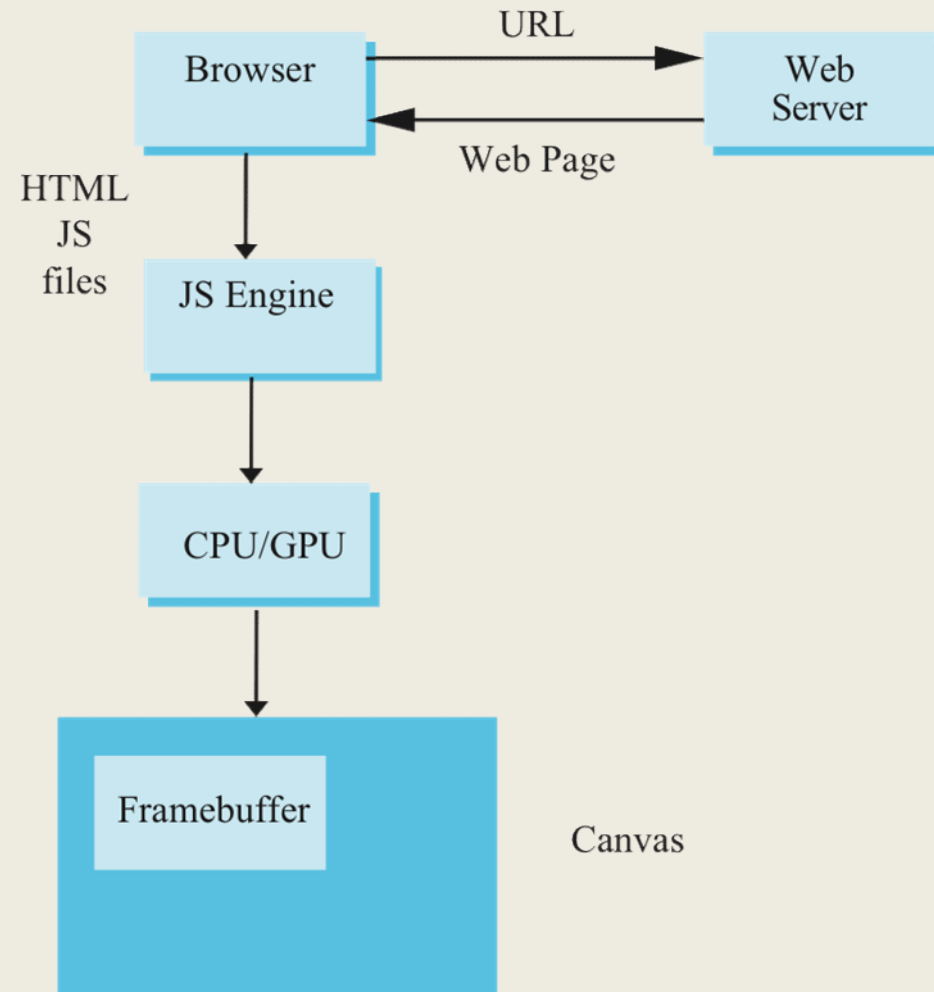 URL
Browser
Web
Server
Web Page
HTML
JS
files
JS Engine
CPU/GPU
Framebuffer
Canvas